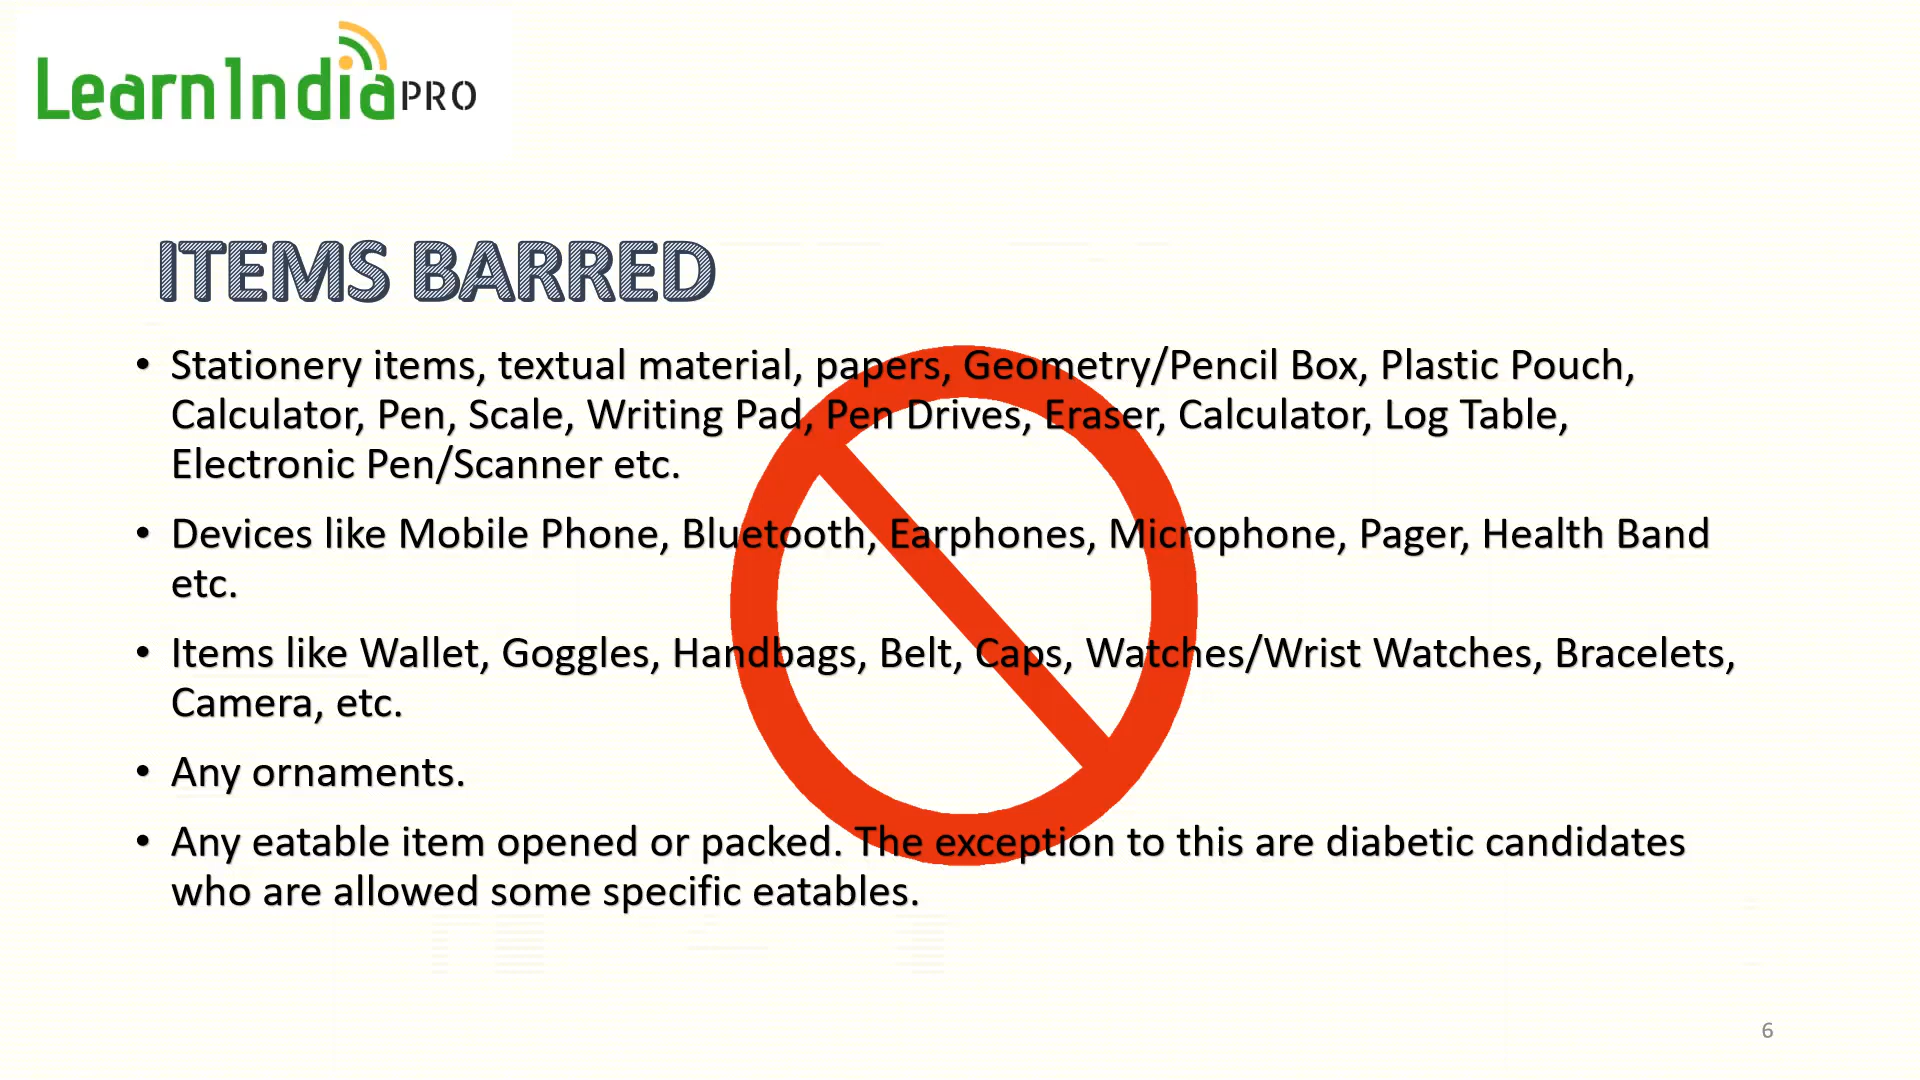 LearnIndia PRO
ITEMS BARRED
• Stationery items, textual material, papers, Geometry/Pencil Box, Plastic Pouch,
Calculator, Pen, Scale, Writing Pad, Pen Drives, Eraser, Calculator, Log Table,
Electronic Pen/Scanner etc.
• Devices like Mobile Phone, Bluetooth, Earphones, Microphone, Pager, Health Band
etc.
• Items like Wallet, Goggles, Handbags, Belt, Caps, Watches/Wrist Watches, Bracelets,
Camera, etc.
• Any ornaments.
• Any eatable item opened or packed. The exception to this are diabetic candidates
who are allowed some specific eatables.
6